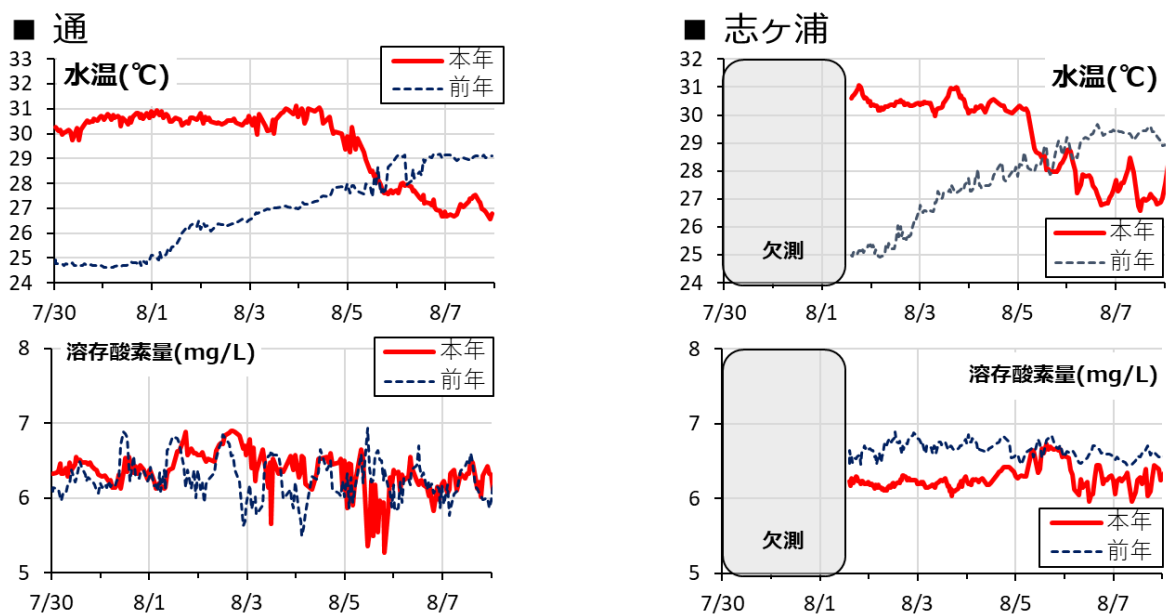 ■ 通
水温(℃)
本年
前年
33
32
31
30
29
28
27
26
25
24
7/30 8/1 8/3 8/5 8/7
溶存酸素量(mg/L)
本年
前年
8
7
6
5
7/30 8/1 8/3 8/5 8/7
■ 志ヶ浦
水温(℃)
32
31
30
29
28
27
26
25
24
欠測
本年
前年
7/30 8/1 8/3 8/5 8/7
8
7
6
5
溶存酸素量(mg/L)
欠測
本年
前年
7/30 8/1 8/3 8/5 8/7